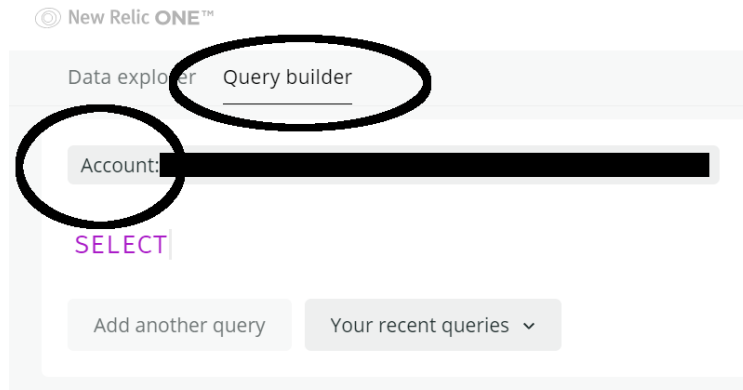 New Relic ONE™
Data explorer Query builder
Account:
SELECT
Add another query Your recent queries